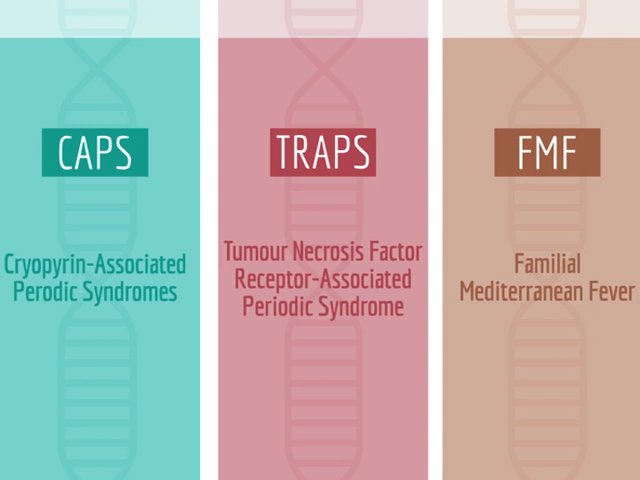 CAPS
Cryopyrin-Associated
Perodic Syndromes
TRAPS
Tumour Necrosis Factor
Receptor-Associated
Periodic Syndrome
FMF
Familial
Mediterranean Fever